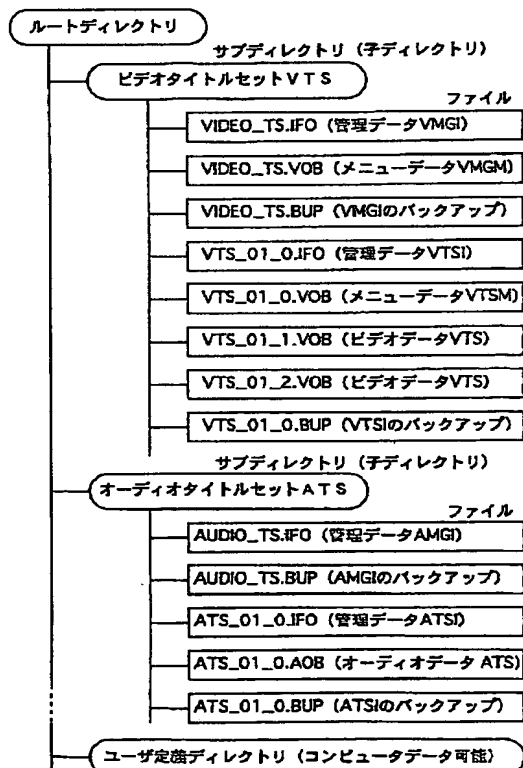 ルートディレクトリ
サブディレクトリ（子ディレクトリ）
ビデオタイトルセットＶＴＳ
ファイル
VIDEO_TS.IFO（管理データVMGI）
VIDEO_TS.VOB（メニューデータVMGM）
VIDEO_TS.BUP（VMGIのバックアップ）
VTS_01_0.IFO（管理データVTSI）
VTS_01_0.VOB（メニューデータVTSM）
VTS_01_1.VOB（ビデオデータVTS）
VTS_01_2.VOB（ビデオデータVTS）
VTS_01_0.BUP（VTSIのバックアップ）
サブディレクトリ（子ディレクトリ）
オーディオタイトルセットＡＴＳ
ファイル
AUDIO_TS.IFO（管理データAMGI）
AUDIO_TS.BUP（AMGIのバックアップ）
ATS_01_0.IFO（管理データATSI）
ATS_01_0.AOB（オーディオデータ ATS）
ATS_01_0.BUP（ATSIのバックアップ）
ユーザ定義ディレクトリ（コンピュータデータ可能）